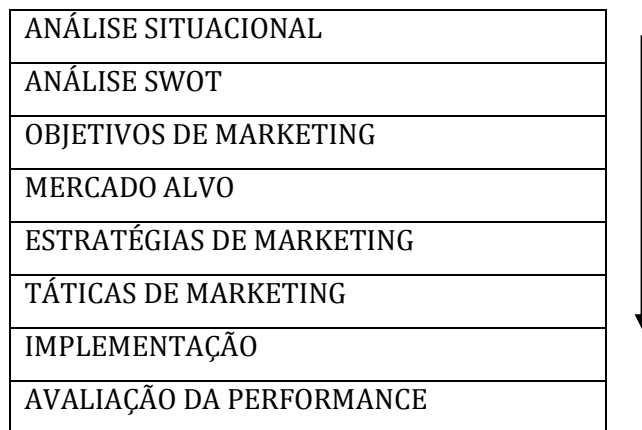 ANÁLISE SITUACIONAL
ANÁLISE SWOT
OBJETIVOS DE MARKETING
MERCADO ALVO
ESTRATÉGIAS DE MARKETING
TÁTICAS DE MARKETING
IMPLEMENTAÇÃO
AVALIAÇÃO DA PERFORMANCE